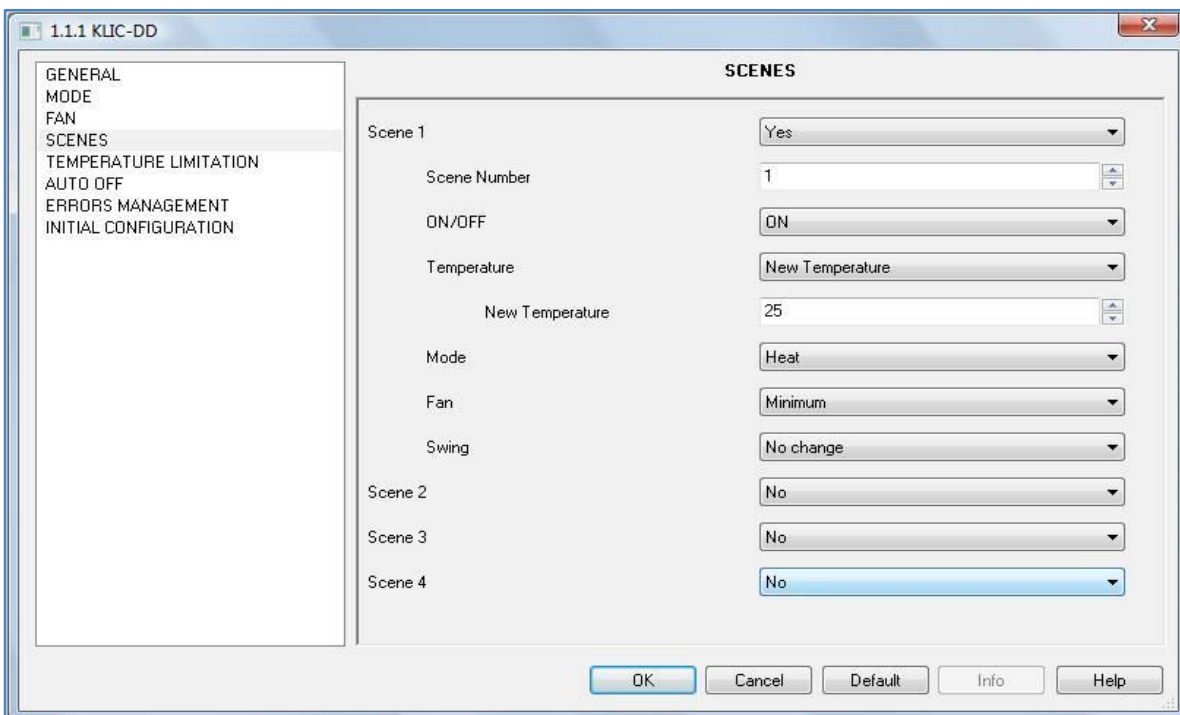 1.1.1 KLIC-DD
GENERAL
MODE
FAN
SCENES
TEMPERATURE LIMITATION
AUTO OFF
ERRORS MANAGEMENT
INITIAL CONFIGURATION
SCENES
Scene 1 Yes
Scene Number 1
ON/OFF ON
Temperature New Temperature
New Temperature 25
Mode Heat
Fan Minimum
Swing No change
Scene 2 No
Scene 3 No
Scene 4 No
OK Cancel Default Info Help